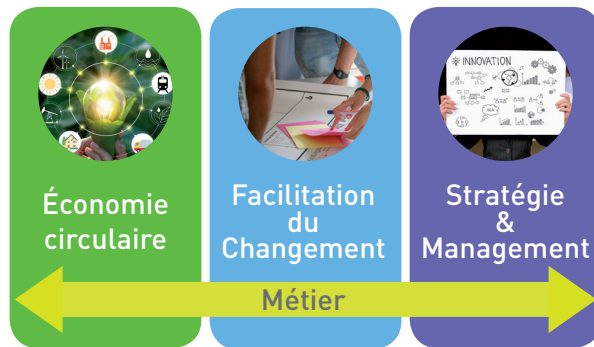 INNOVATION
Économie
circulaire
Facilitation
du
Changement
Stratégie
&
Management
Métier